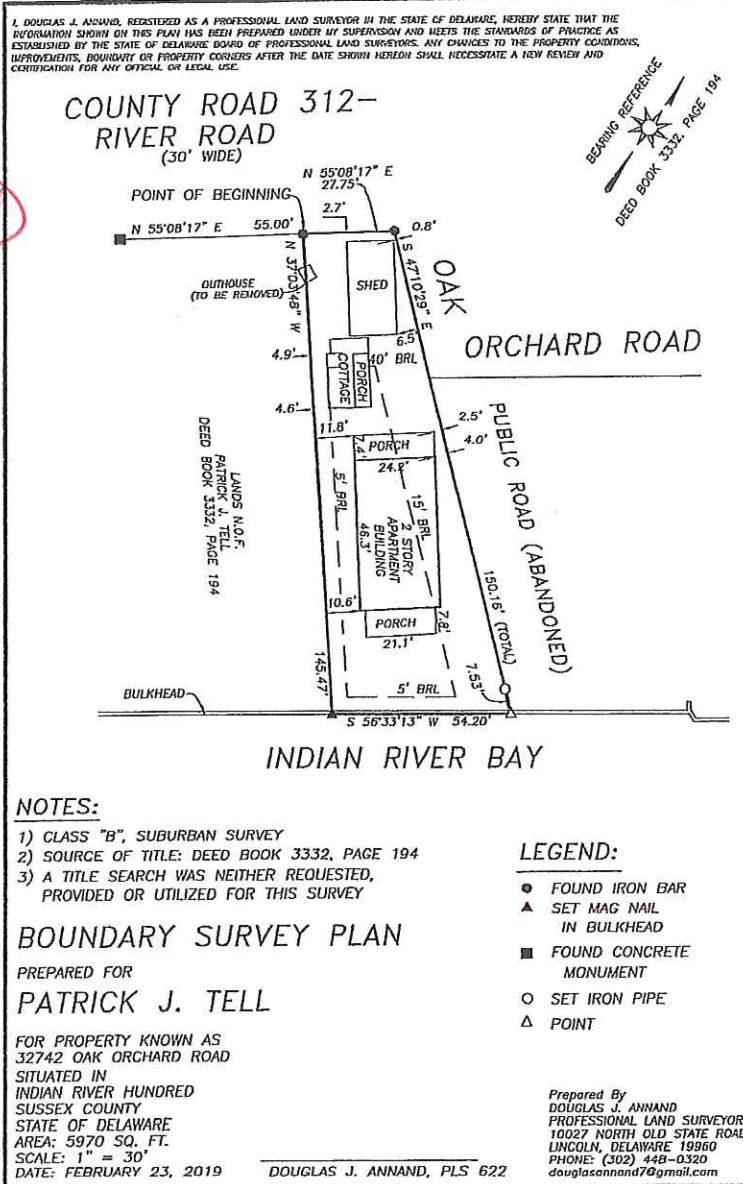 I, DOUGLAS J. ANNAND, REGISTERED AS A PROFESSIONAL LAND SURVEYOR IN THE STATE OF DELAWARE, HEREBY STATE THAT THE
INFORMATION SHOWN ON THIS PLAN HAS BEEN PREPARED UNDER MY SUPERVISION AND MEETS THE STANDARDS OF PRACTICE AS
ESTABLISHED BY THE STATE OF DELAWARE BOARD OF PROFESSIONAL LAND SURVEYORS. ANY CHANGES TO THE PROPERTY CONDITIONS,
IMPROVEMENTS, BOUNDARY OR PROPERTY CORNERS AFTER THE DATE SHOWN HEREON SHALL NECESSITATE A NEW REVIEW AND
CERTIFICATION FOR ANY OFFICIAL OR LEGAL USE.
BEARING REFERENCE
DEED BOOK 3332, PAGE 194
COUNTY ROAD 312-
RIVER ROAD
(30' WIDE)
N 55°08'17" E
27.75'
POINT OF BEGINNING
2.7'
N 55°08'17" E 55.00'
0.8'
N 37°03'48" W
S 47°10'29" E
OUTHOUSE
(TO BE REMOVED)
SHED
OAK
ORCHARD ROAD
6.5'
40' BRL
4.9'
COTTAGE
PORCH
4.6'
2.5'
4.0'
11.8'
7.4'
PORCH
24.2'
PUBLIC ROAD (ABANDONED)
LANDS N.O.F.
PATRICK J. TELL
DEED BOOK 3332, PAGE 194
5' BRL
15' BRL
2 STORY
APARTMENT
BUILDING
46.3'
150.16' (TOTAL)
10.6'
PORCH
7.8'
21.1'
145.47'
7.53'
5' BRL
BULKHEAD
S 56°33'13" W 54.20'
INDIAN RIVER BAY
NOTES:
1) CLASS "B", SUBURBAN SURVEY
2) SOURCE OF TITLE: DEED BOOK 3332, PAGE 194
3) A TITLE SEARCH WAS NEITHER REQUESTED,
PROVIDED OR UTILIZED FOR THIS SURVEY
LEGEND:
FOUND IRON BAR
SET MAG NAIL
IN BULKHEAD
FOUND CONCRETE
MONUMENT
SET IRON PIPE
POINT
BOUNDARY SURVEY PLAN
PREPARED FOR
PATRICK J. TELL
FOR PROPERTY KNOWN AS
32742 OAK ORCHARD ROAD
SITUATED IN
INDIAN RIVER HUNDRED
SUSSEX COUNTY
STATE OF DELAWARE
AREA: 5970 SQ. FT.
SCALE: 1" = 30'
DATE: FEBRUARY 23, 2019
DOUGLAS J. ANNAND, PLS 622
Prepared By
DOUGLAS J. ANNAND
PROFESSIONAL LAND SURVEYOR
10027 NORTH OLD STATE ROAD
LINCOLN, DELAWARE 19960
PHONE: (302) 448-0320
douglasannand7@gmail.com